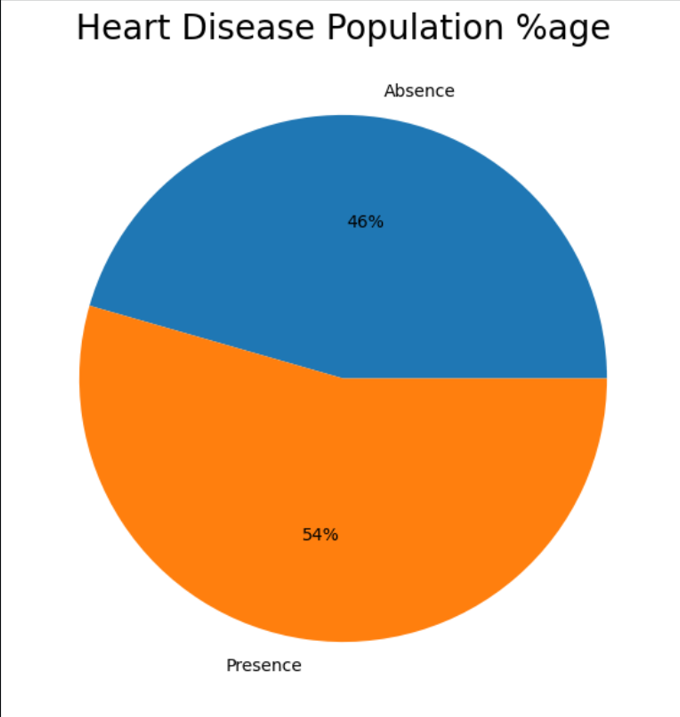 Heart Disease Population %age
Absence
46%
54%
Presence